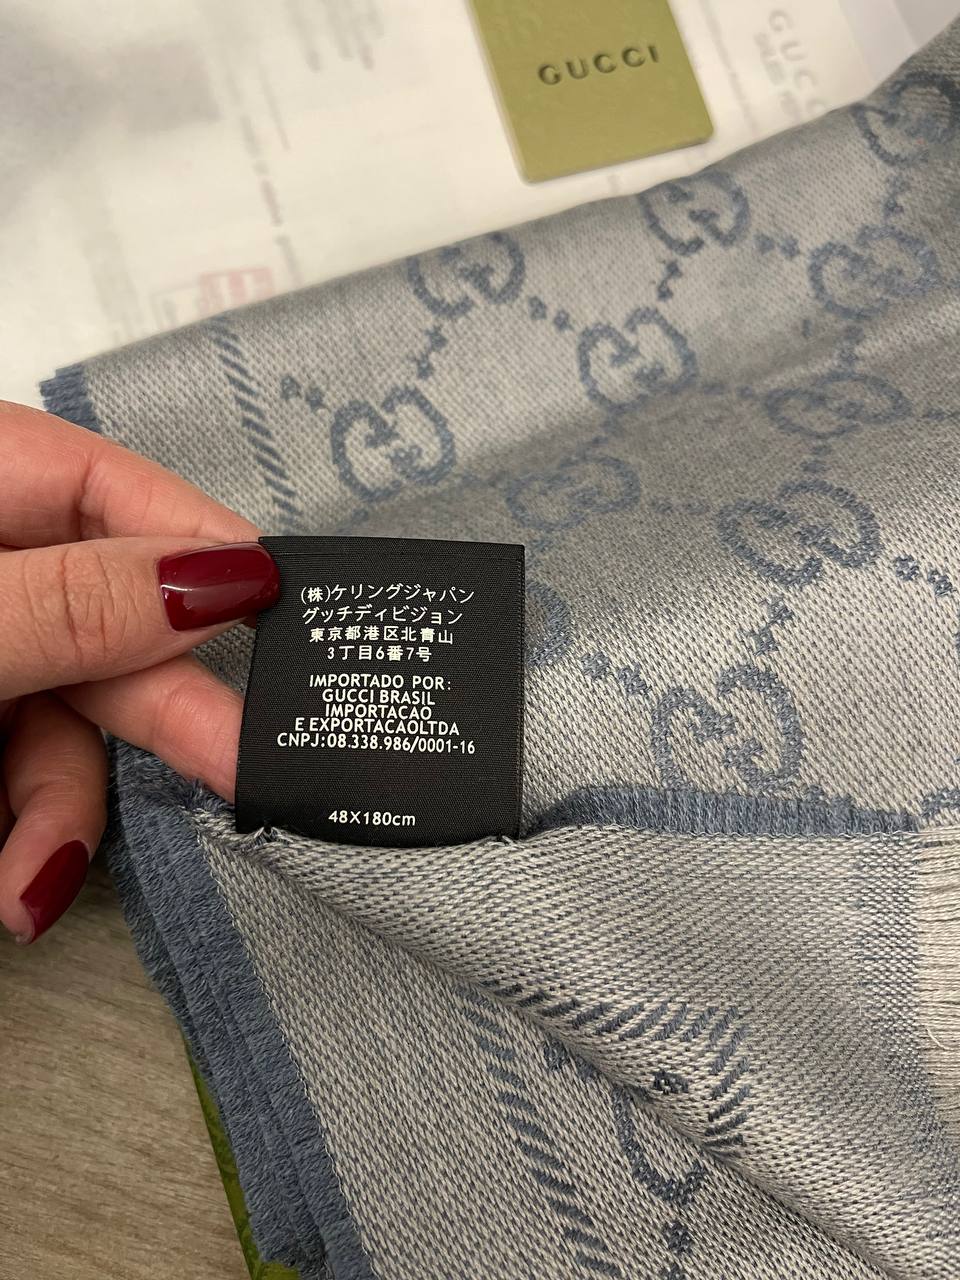 GUCCI
GUCC
(株)ケリングジャパン
グッチディビジョン
東京都港区北青山
3丁目6番7号
IMPORTADO POR:
GUCCI BRASIL
IMPORTACAO
E EXPORTACAOLTDA
CNPJ:08.338.986/0001-16
48X180cm